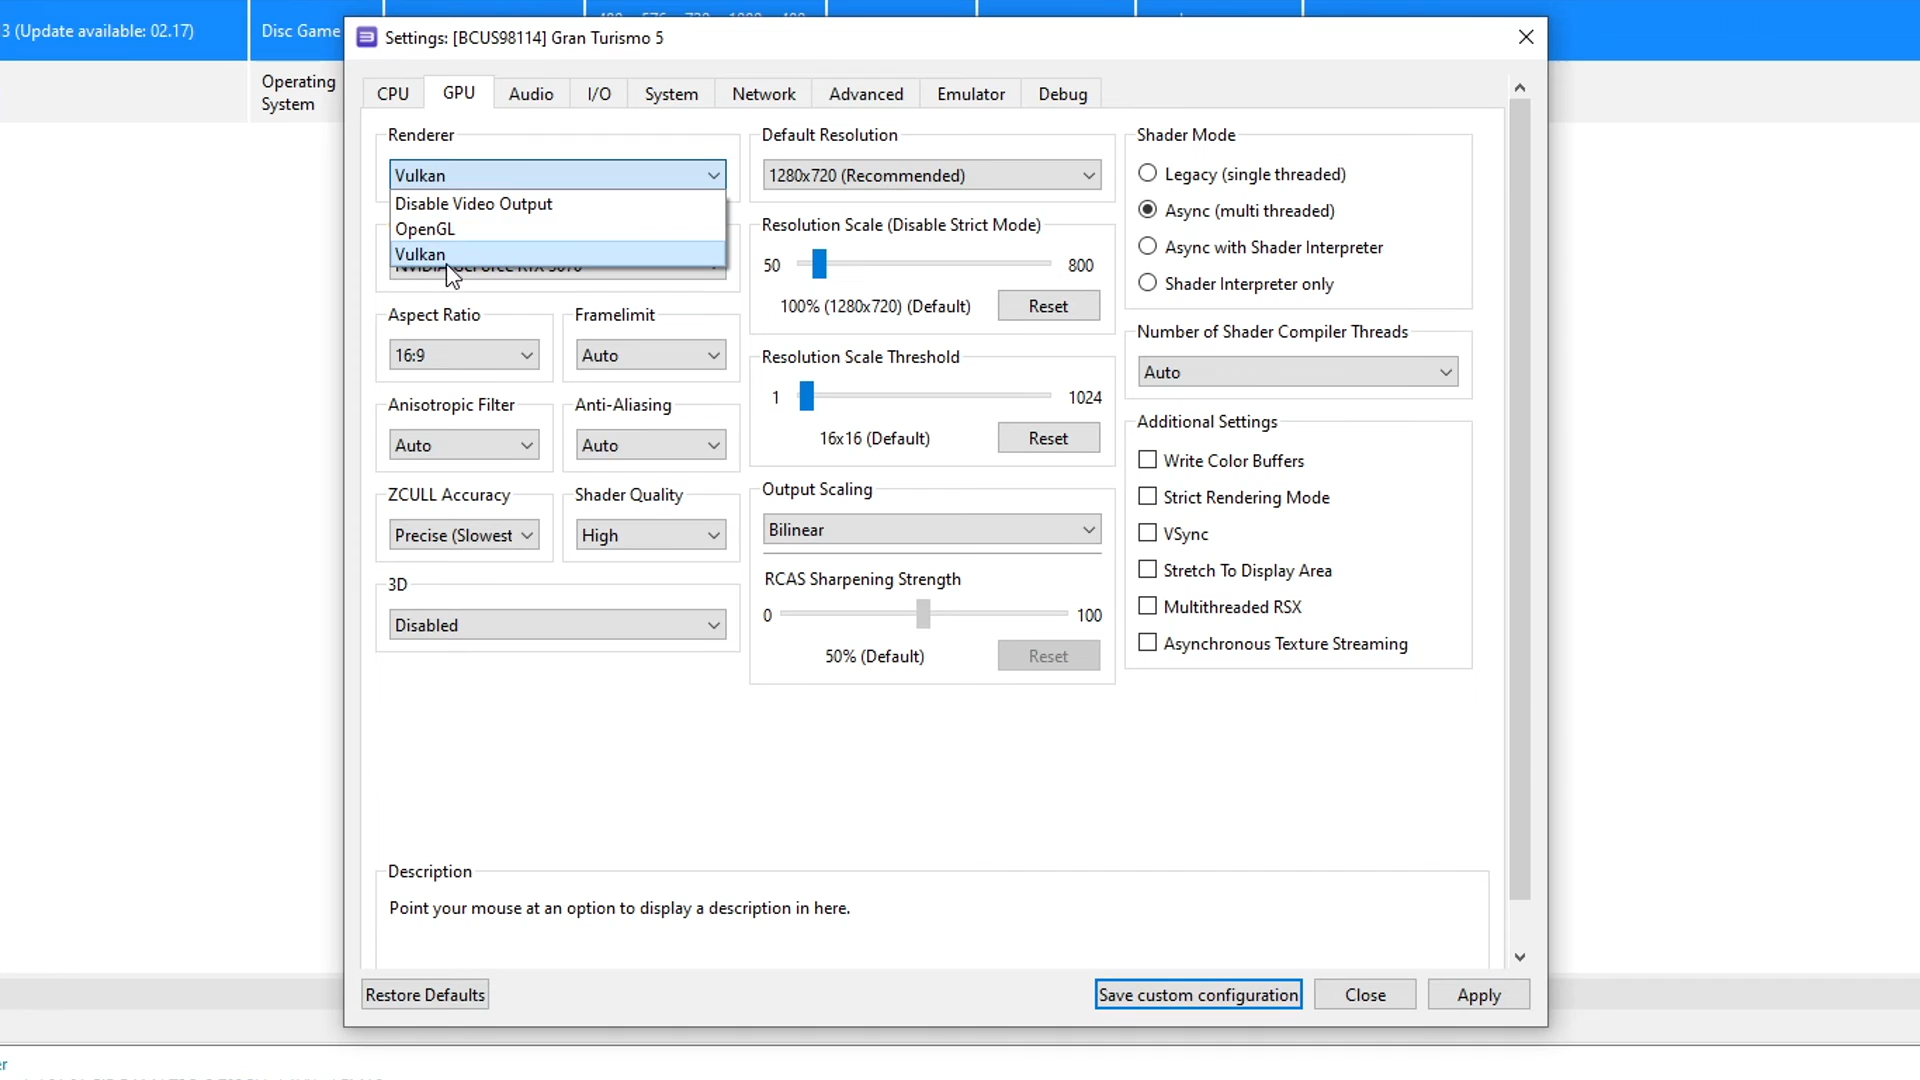 3 (Update available: 02.17)
Disc Game
Operating
System
Settings: [BCUS98114] Gran Turismo 5
CPU
GPU
Audio
I/O
System
Network
Advanced
Emulator
Debug
Renderer
Vulkan
Disable Video Output
OpenGL
Vulkan
Aspect Ratio
16:9
Framelimit
Auto
Anisotropic Filter
Auto
Anti-Aliasing
Auto
ZCULL Accuracy
Precise (Slowest
Shader Quality
High
3D
Disabled
Default Resolution
1280x720 (Recommended)
Resolution Scale (Disable Strict Mode)
50
800
100% (1280x720) (Default)
Reset
Resolution Scale Threshold
1
1024
16x16 (Default)
Reset
Output Scaling
Bilinear
RCAS Sharpening Strength
0
100
50% (Default)
Reset
Shader Mode
Legacy (single threaded)
Async (multi threaded)
Async with Shader Interpreter
Shader Interpreter only
Number of Shader Compiler Threads
Auto
Additional Settings
Write Color Buffers
Strict Rendering Mode
VSync
Stretch To Display Area
Multithreaded RSX
Asynchronous Texture Streaming
Description
Point your mouse at an option to display a description in here.
Restore Defaults
Save custom configuration
Close
Apply